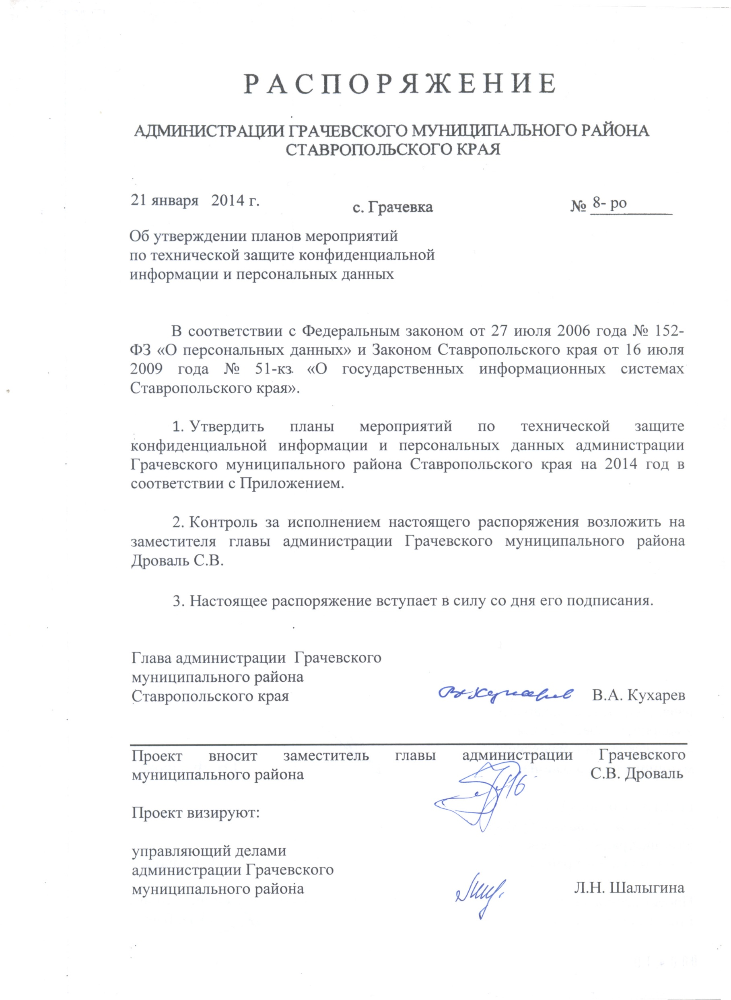 РАСПОРЯЖЕНИЕ
АДМИНИСТРАЦИИ ГРАЧЕВСКОГО МУНИЦИПАЛЬНОГО РАЙОНА
СТАВРОПОЛЬСКОГО КРАЯ
21 января 2014 г. с. Грачевка № 8- ро
Об утверждении планов мероприятий
по технической защите конфиденциальной
информации и персональных данных
В соответствии с Федеральным законом от 27 июля 2006 года № 152-
ФЗ «О персональных данных» и Законом Ставропольского края от 16 июля
2009 года № 51-кз «О государственных информационных системах
Ставропольского края».
1. Утвердить планы мероприятий по технической защите
конфиденциальной информации и персональных данных администрации
Грачевского муниципального района Ставропольского края на 2014 год в
соответствии с Приложением.
2. Контроль за исполнением настоящего распоряжения возложить на
заместителя главы администрации Грачевского муниципального района
Дроваль С.В.
3. Настоящее распоряжение вступает в силу со дня его подписания.
Глава администрации Грачевского
муниципального района
Ставропольского края В.А. Кухарев
Проект вносит заместитель главы администрации Грачевского
муниципального района С.В. Дроваль
Проект визируют:
управляющий делами
администрации Грачевского
муниципального района Л.Н. Шалыгина